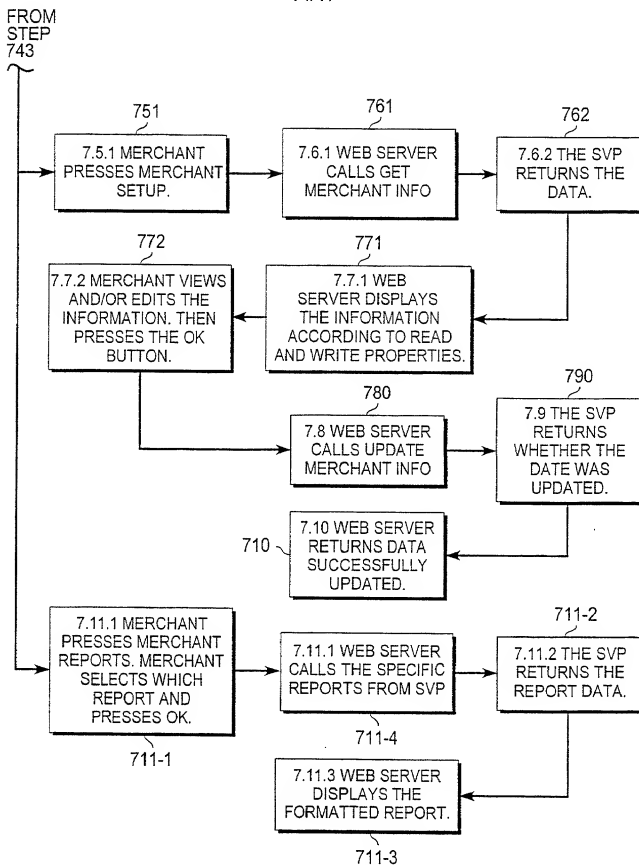 FROM
STEP
743
751
7.5.1 MERCHANT
PRESSES MERCHANT
SETUP.
761
7.6.1 WEB SERVER
CALLS GET
MERCHANT INFO
762
7.6.2 THE SVP
RETURNS THE
DATA.
772
7.7.2 MERCHANT VIEWS
AND/OR EDITS THE
INFORMATION. THEN
PRESSES THE OK
BUTTON.
771
7.7.1 WEB
SERVER DISPLAYS
THE INFORMATION
ACCORDING TO READ
AND WRITE PROPERTIES.
780
7.8 WEB SERVER
CALLS UPDATE
MERCHANT INFO
790
7.9 THE SVP
RETURNS
WHETHER THE
DATE WAS
UPDATED.
710
7.10 WEB SERVER
RETURNS DATA
SUCCESSFULLY
UPDATED.
7.11.1 MERCHANT
PRESSES MERCHANT
REPORTS. MERCHANT
SELECTS WHICH
REPORT AND
PRESSES OK.
711-1
7.11.1 WEB SERVER
CALLS THE SPECIFIC
REPORTS FROM SVP
711-4
711-2
7.11.2 THE SVP
RETURNS THE
REPORT DATA.
7.11.3 WEB SERVER
DISPLAYS THE
FORMATTED REPORT.
711-3